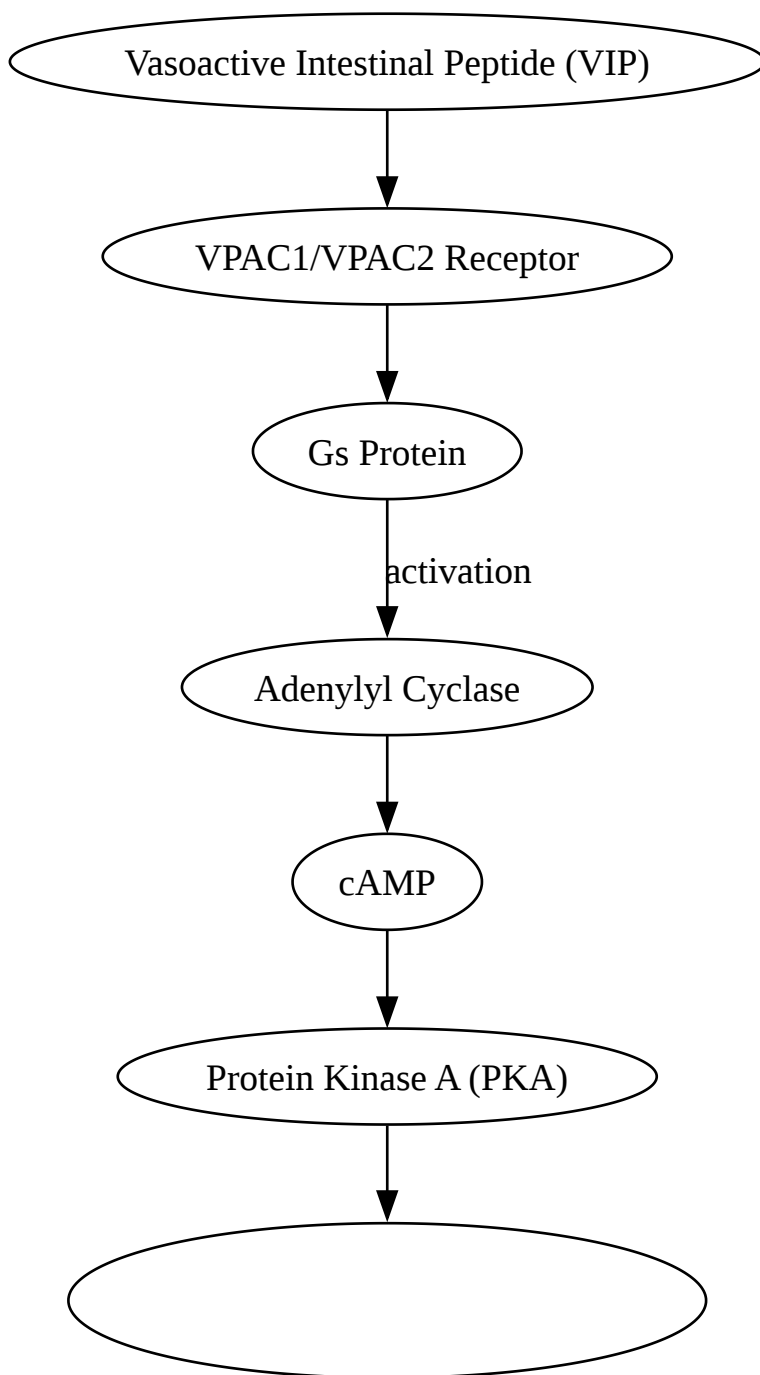 Vasoactive Intestinal Peptide (VIP)
VPAC1/VPAC2 Receptor
Gs Protein
activation
Adenylyl Cyclase
cAMP
Protein Kinase A (PKA)